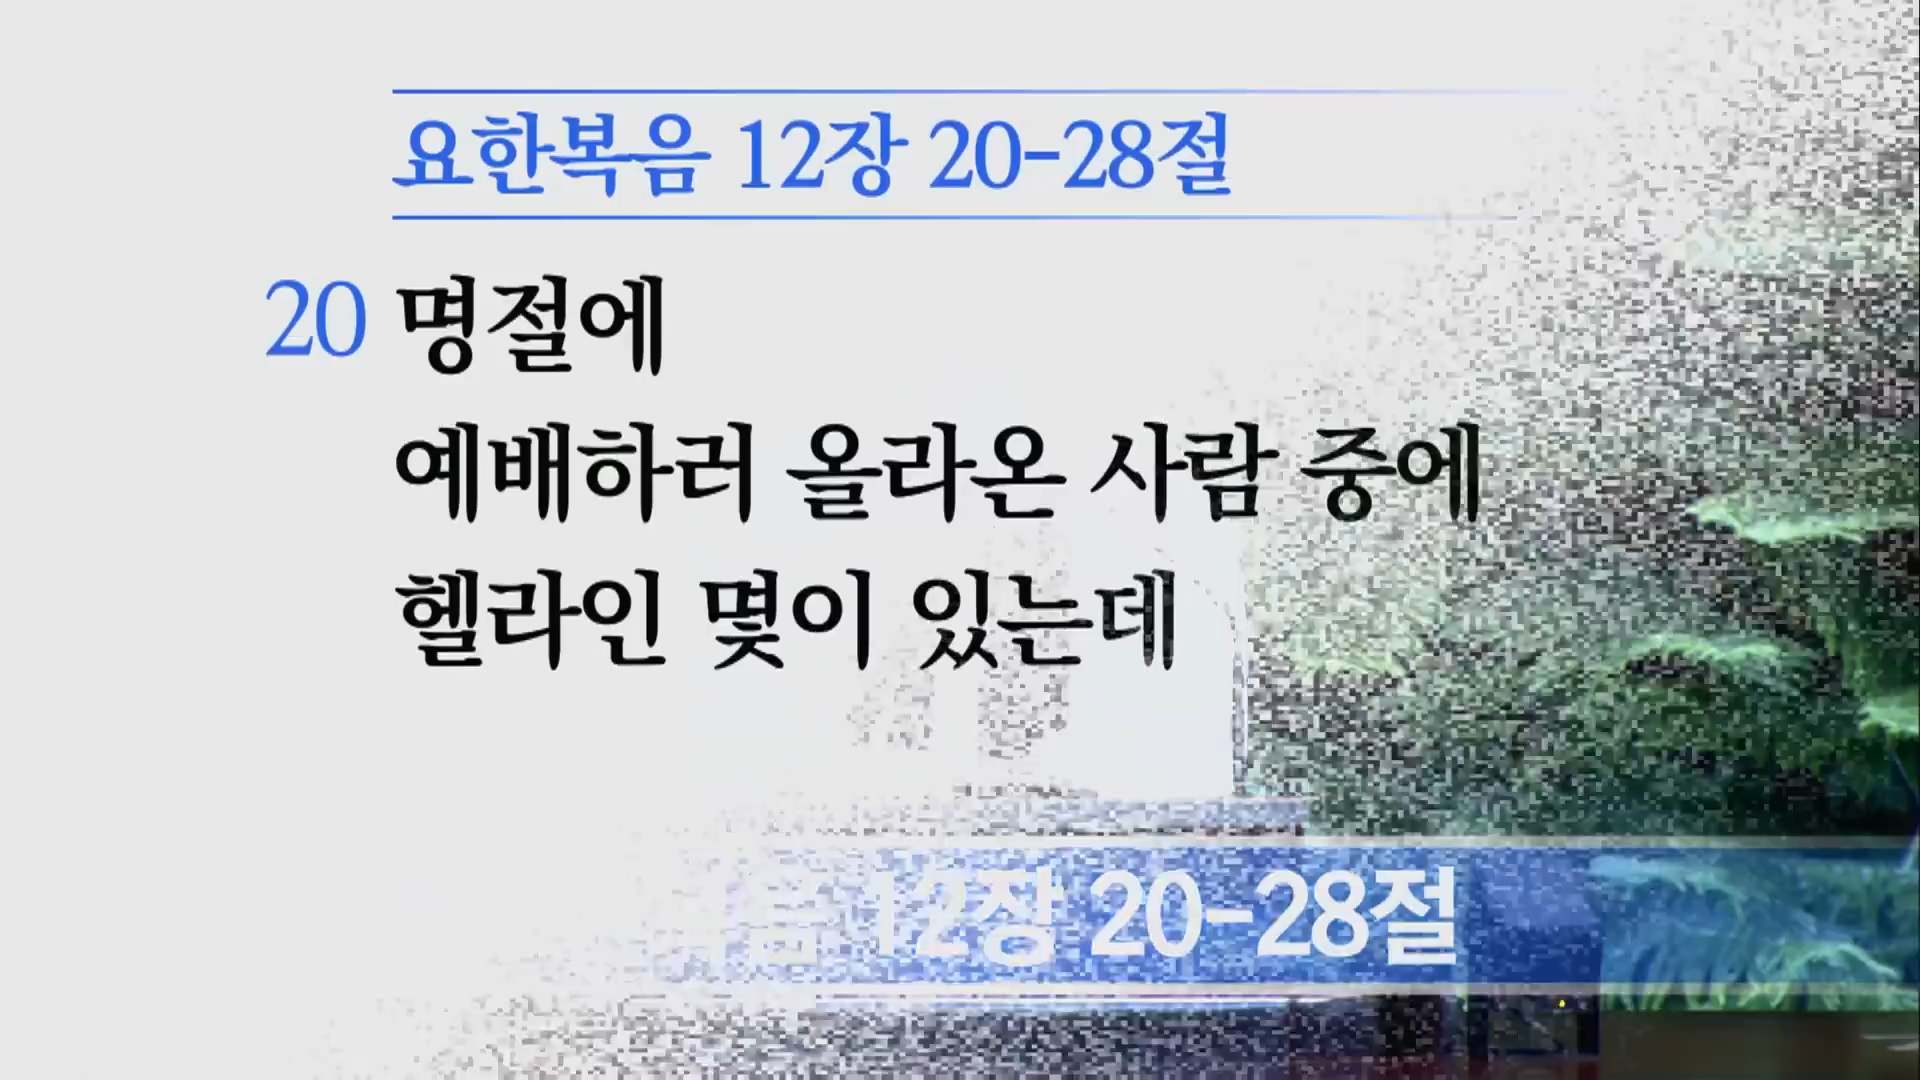 요한복음 12장 20-28절
20 명절에
예배하러 올라온 사람 중에
헬라인 몇이 있는데
12장 20-28절